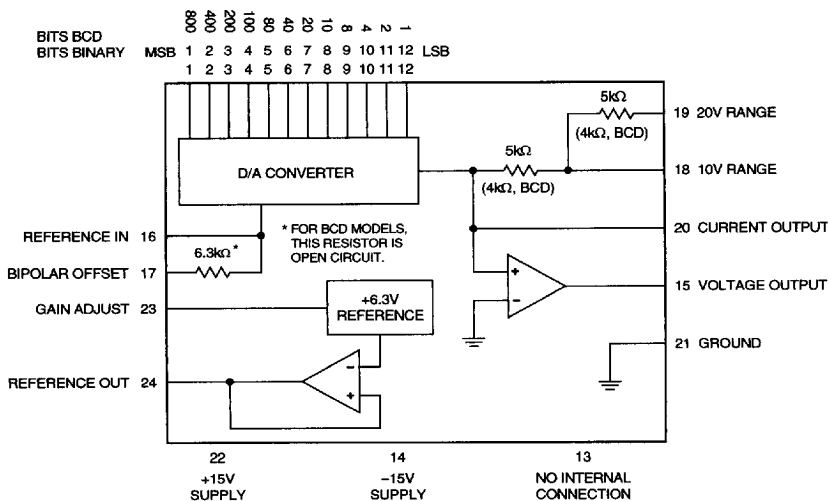 BITS BCD 800 400 200 100 80 40 20 10 8 4 2 1
BITS BINARY MSB 1 2 3 4 5 6 7 8 9 10 11 12 LSB
1 2 3 4 5 6 7 8 9 10 11 12
D/A CONVERTER
5kΩ
(4kΩ, BCD)
19 20V RANGE
5kΩ
(4kΩ, BCD)
18 10V RANGE
REFERENCE IN 16
* FOR BCD MODELS,
THIS RESISTOR IS
OPEN CIRCUIT.
20 CURRENT OUTPUT
6.3kΩ*
BIPOLAR OFFSET 17
+
−
15 VOLTAGE OUTPUT
GAIN ADJUST 23
+6.3V
REFERENCE
21 GROUND
REFERENCE OUT 24
−
+
22
+15V
SUPPLY
14
−15V
SUPPLY
13
NO INTERNAL
CONNECTION